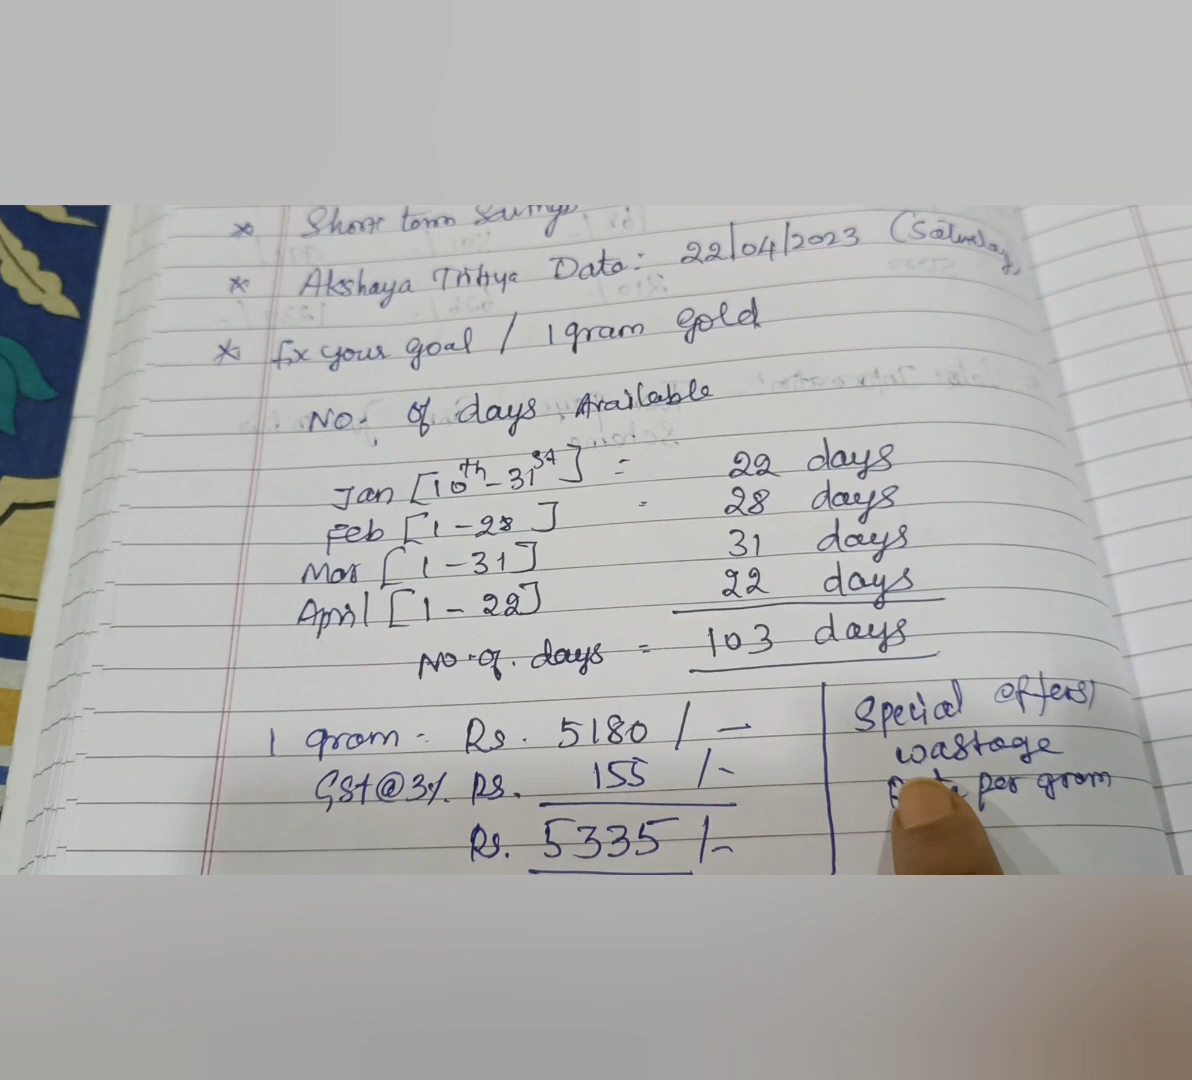 * Short term savings
* Akshaya Tritiya Date: 22/04/2023 (Saturday)
* Fix your goal / 1 gram gold
No. of days Available
Jan [10th - 31st] = 22 days
Feb [1 - 28] = 28 days
Mar [1 - 31] 31 days
April [1 - 22] 22 days
No. of. days = 103 days
1 gram - Rs. 5180 /-
GST @ 3%. Rs. 155 /-
Rs. 5335 /-
Special offers)
wastage
per gram